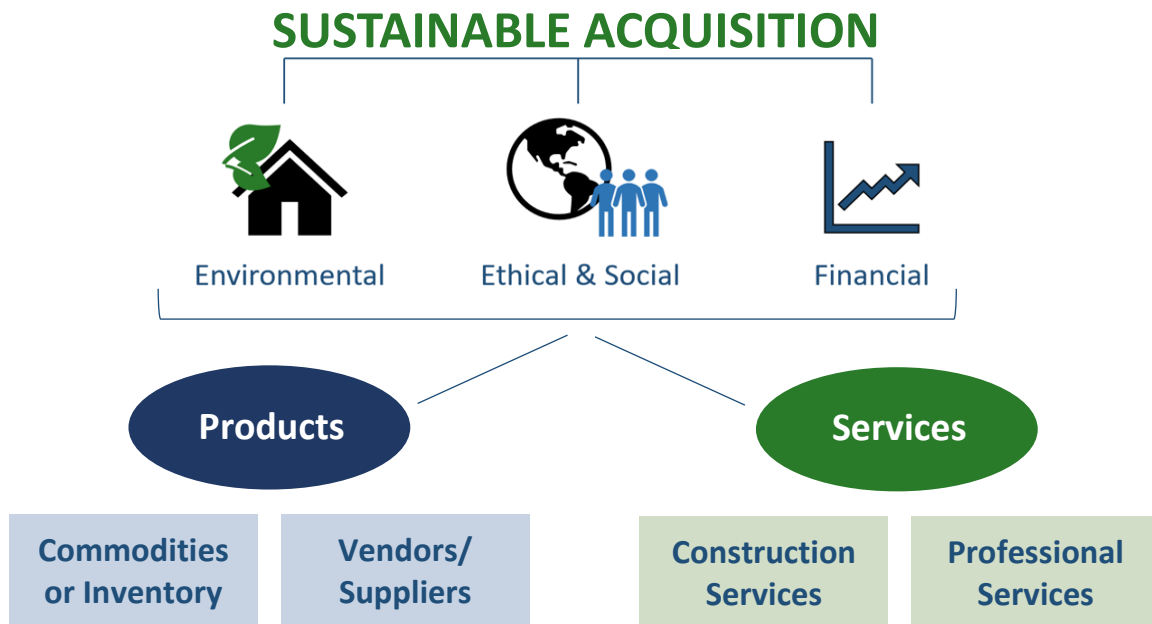 SUSTAINABLE ACQUISITION
Environmental
Ethical & Social
Financial
Products
Services
Commodities
or Inventory
Vendors/
Suppliers
Construction
Services
Professional
Services